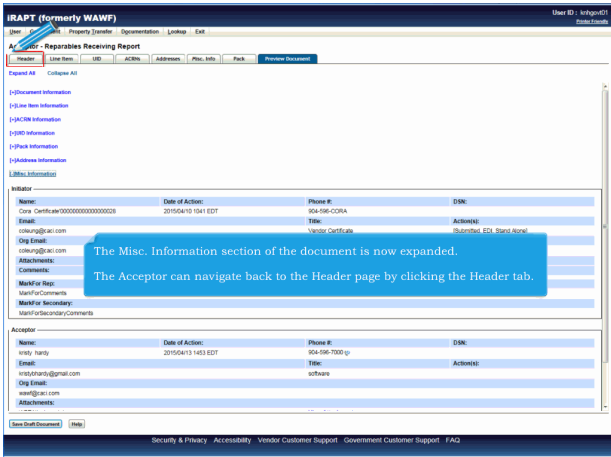 iRAPT (formerly WAWF)
User ID : knhgovt01
Printer Friendly
User Property Transfer Documentation Lookup Exit
Acceptor - Reparables Receiving Report
Header Line Item UID ACRNs Addresses Misc. Info Pack Preview Document
Expand All Collapse All
[+]Document Information
[+]Line Item Information
[+]ACRN Information
[+]UID Information
[+]Pack Information
[+]Address Information
[-]Misc. Information
Initiator
Name: Date of Action: Phone #: DSN:
2015/04/10 1041 EDT 904-596-CORA
Email: Title: Action(s):
coleung@caci.com Vendor Certificate [Submitted, EDI, Stand Alone]
Org Email:
coleung@caci.com
Attachments:
Comments:
The Misc. Information section of the document is now expanded.
The Acceptor can navigate back to the Header page by clicking the Header tab.
MarkFor Rep:
MarkForComments
MarkFor Secondary:
MarkForSecondaryComments
Acceptor
Name: Date of Action: Phone #: DSN:
kristy hardy 2015/04/13 1453 EDT 904-596-7000
Email: Title: Action(s):
kristybhardy@gmail.com software
Org Email:
wawf@caci.com
Attachments:
Save Draft Document Help
Security & Privacy Accessibility Vendor Customer Support Government Customer Support FAQ